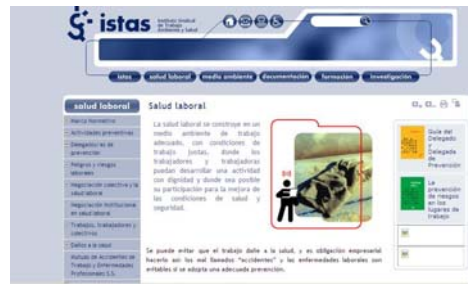 istas
Instituto Sindical
de Trabajo
Ambiente y Salud
istas
salud laboral
medio ambiente
documentación
formación
investigación
salud laboral
Marco Normativo
Actividades preventivas
Delegados/as de
prevención
Peligros y riesgos
laborales
Negociación colectiva y la
salud laboral
Negociación institucional
en salud laboral
Trabajos, trabajadores y
colectivos
Daños a la salud
Mutuas de Accidentes de
Trabajo y Enfermedades
Profesionales S.S.
Salud laboral
La salud laboral se construye en un
medio ambiente de trabajo
adecuado, con condiciones de
trabajo justas, donde los
trabajadores y trabajadoras
puedan desarrollar una actividad
con dignidad y donde sea posible
su participación para la mejora de
las condiciones de salud y
seguridad.
Se puede evitar que el trabajo dañe a la salud, y es obligación empresarial
hacerlo son los mal llamados "accidentes" y las enfermedades laborales son
evitables si se adopta una adecuada prevención.
Guía del
Delegado
y
Delegada
de
Prevención
La
prevención
de riesgos
en los
lugares de
trabajo